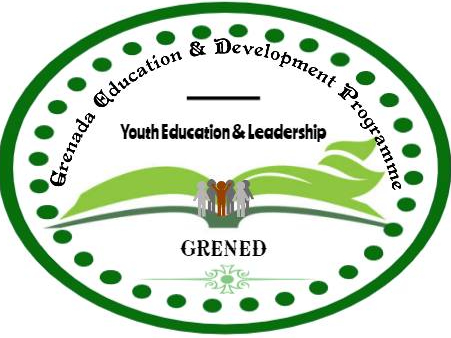 Grenada Education & Development Programme
Youth Education & Leadership
GRENED